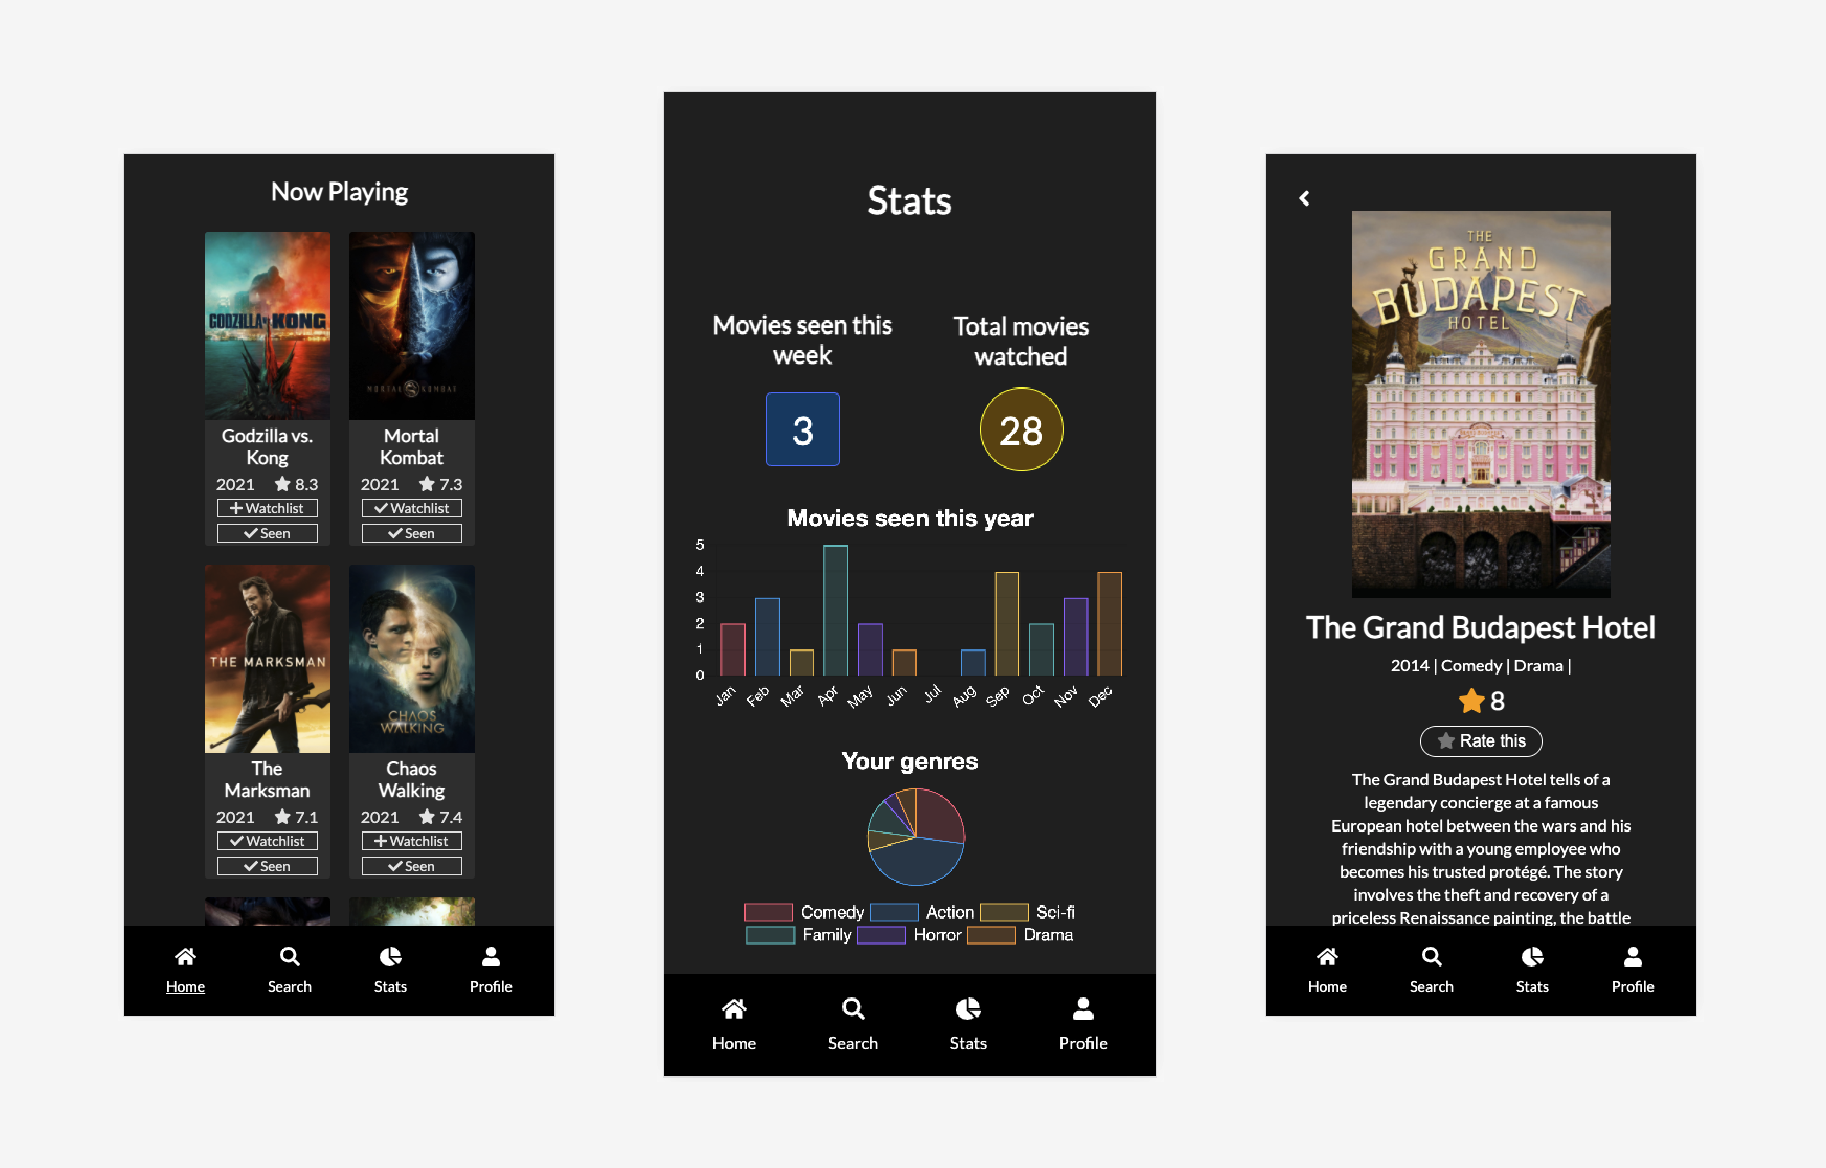 Now Playing
GODZILLA VS. KONG
MORTAL KOMBAT
Godzilla vs.
Kong
Mortal
Kombat
2021 8.3
2021 7.3
Watchlist
Watchlist
Seen
Seen
THE MARKSMAN
CHAOS
WALKING
The
Marksman
Chaos
Walking
2021 7.1
2021 7.4
Watchlist
Watchlist
Seen
Seen
Home
Search
Stats
Profile
Stats
Movies seen this
week
Total movies
watched
3
28
Movies seen this year
5
4
3
2
1
0
Jan
Feb
Mar
Apr
May
Jun
Jul
Aug
Sep
Oct
Nov
Dec
Your genres
Comedy
Action
Sci-fi
Family
Horror
Drama
Home
Search
Stats
Profile
THE
GRAND
BUDAPEST
HOTEL
The Grand Budapest Hotel
2014 | Comedy | Drama |
8
Rate this
The Grand Budapest Hotel tells of a
legendary concierge at a famous
European hotel between the wars and his
friendship with a young employee who
becomes his trusted protégé. The story
involves the theft and recovery of a
priceless Renaissance painting, the battle
Home
Search
Stats
Profile